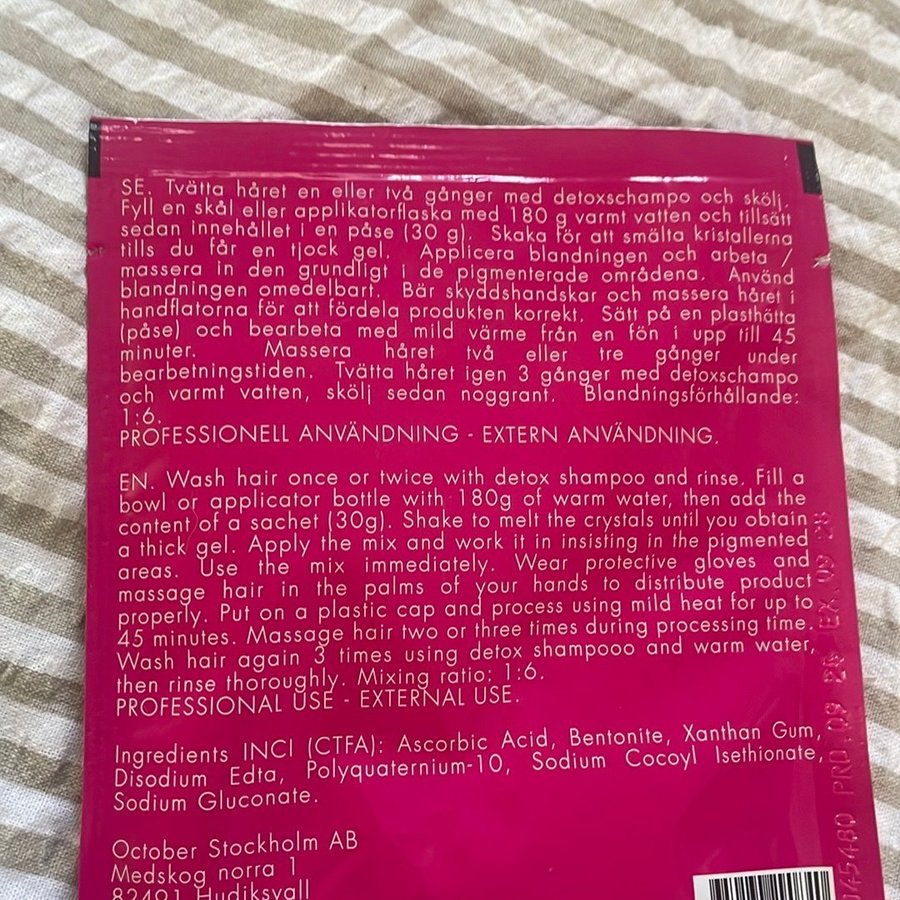 SE. Tvätta håret en eller två gånger med detoxschampo och skölj.
Fyll en skål eller applikatorflaska med 180 g varmt vatten och tillsätt
sedan innehållet i en påse (30 g). Skaka för att smälta kristallerna
tills du får en tjock gel. Applicera blandningen och arbeta /
massera in den grundligt i de pigmenterade områdena. Använd
blandningen omedelbart. Bär skyddshandskar och massera håret i
handflatorna för att fördela produkten korrekt. Sätt på en plasthätta
(påse) och bearbeta med mild värme från en fön i upp till 45
minuter. Massera håret två eller tre gånger under
bearbetningstiden. Tvätta håret igen 3 gånger med detoxschampo
och varmt vatten, skölj sedan noggrant. Blandningsförhållande:
1:6.
PROFESSIONELL ANVÄNDNING - EXTERN ANVÄNDNING.
EN. Wash hair once or twice with detox shampoo and rinse. Fill a
bowl or applicator bottle with 180g of warm water, then add the
content of a sachet (30g). Shake to melt the crystals until you obtain
a thick gel. Apply the mix and work it in insisting in the pigmented
areas. Use the mix immediately. Wear protective gloves and
massage hair in the palms of your hands to distribute product
properly. Put on a plastic cap and process using mild heat for up to
45 minutes. Massage hair two or three times during processing time.
Wash hair again 3 times using detox shampooo and warm water,
then rinse thoroughly. Mixing ratio: 1:6.
PROFESSIONAL USE - EXTERNAL USE.
Ingredients INCI (CTFA): Ascorbic Acid, Bentonite, Xanthan Gum,
Disodium Edta, Polyquaternium-10, Sodium Cocoyl Isethionate,
Sodium Gluconate.
October Stockholm AB
Medskog norra 1
82491 Hudiksvall
PRD.09 EX.09